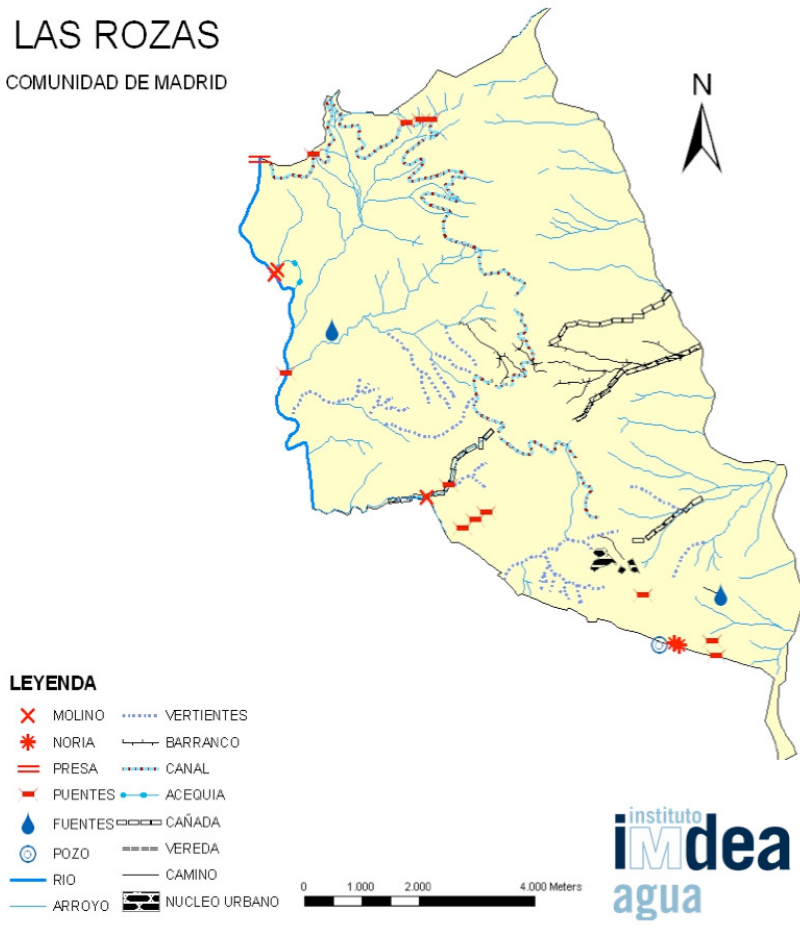 LAS ROZAS
COMUNIDAD DE MADRID
N
LEYENDA
MOLINO
NORIA
PRESA
PUENTES
FUENTES
POZO
RIO
ARROYO
VERTIENTES
BARRANCO
CANAL
ACEQUIA
CAÑADA
VEREDA
CAMINO
NUCLEO URBANO
0 1.000 2.000 4.000 Meters
instituto
iMdea
agua